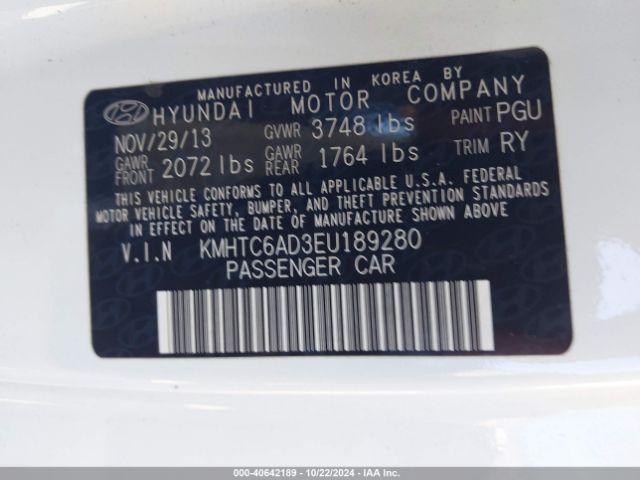 MANUFACTURED IN KOREA BY
HYUNDAI MOTOR COMPANY
NOV/29/13 GVWR 3748 lbs PAINT PGU
GAWR FRONT 2072 lbs GAWR REAR 1764 lbs TRIM RY
THIS VEHICLE CONFORMS TO ALL APPLICABLE U.S.A. FEDERAL
MOTOR VEHICLE SAFETY, BUMPER, AND THEFT PREVENTION STANDARDS
IN EFFECT ON THE DATE OF MANUFACTURE SHOWN ABOVE.
V.I.N KMHTC6AD3EU189280
PASSENGER CAR
000-40642189 - 10/22/2024 - IAAI.COM